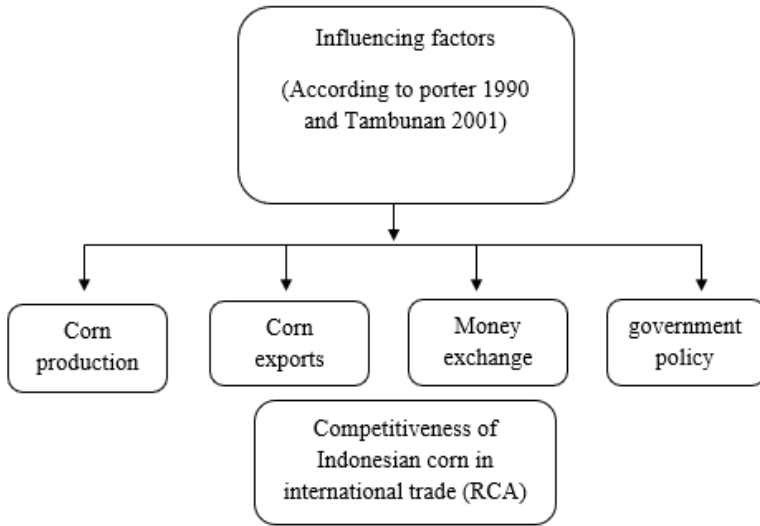 Influencing factors
(According to porter 1990
and Tambunan 2001)
Corn
production
Corn
exports
Money
exchange
government
policy
Competitiveness of
Indonesian corn in
international trade (RCA)